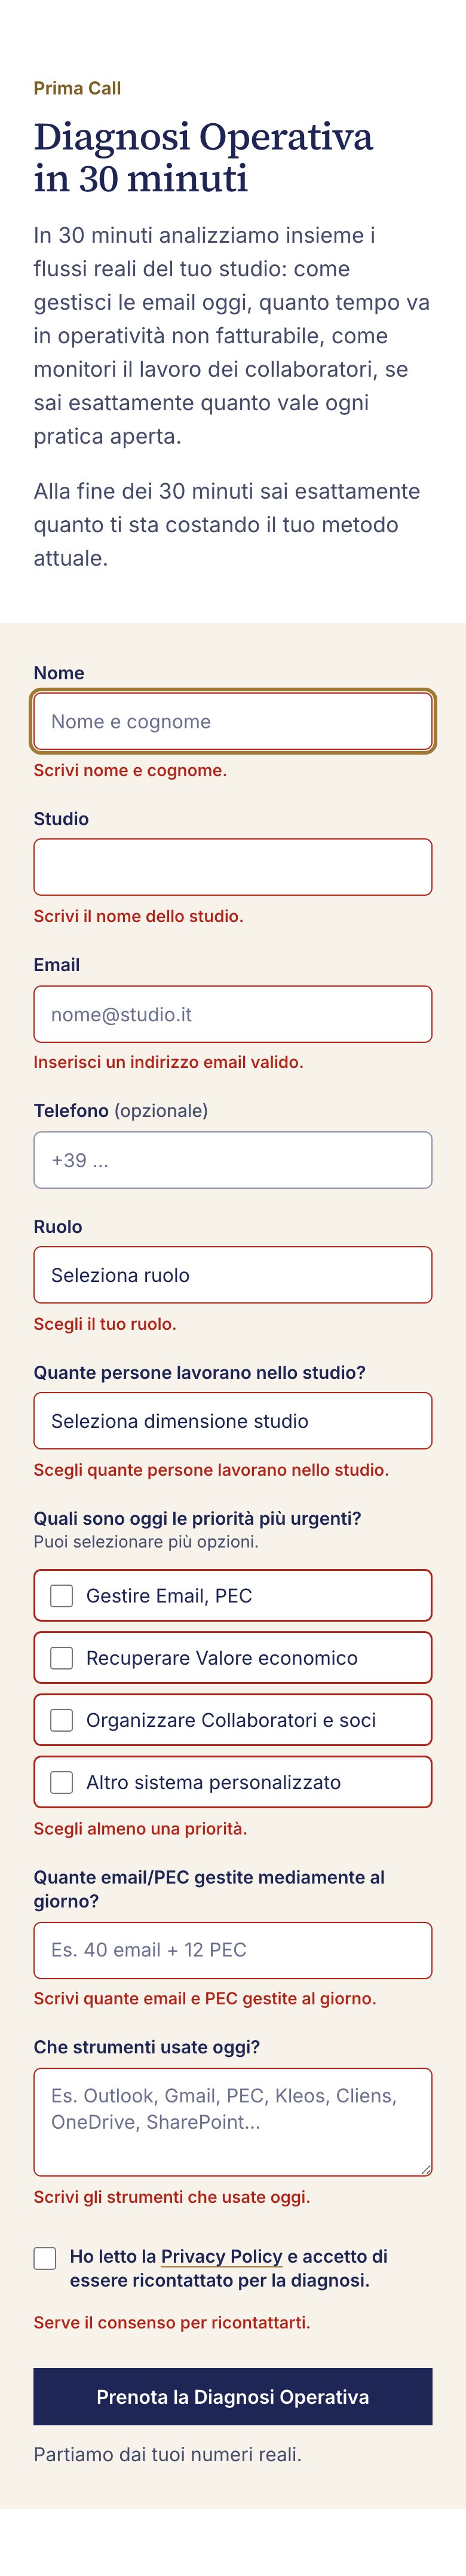 Prima Call
Diagnosi Operativa
in 30 minuti
In 30 minuti analizziamo insieme i
flussi reali del tuo studio: come
gestisci le email oggi, quanto tempo va
in operatività non fatturabile, come
monitori il lavoro dei collaboratori, se
sai esattamente quanto vale ogni
pratica aperta.
Alla fine dei 30 minuti sai esattamente
quanto ti sta costando il tuo metodo
attuale.
Nome
Nome e cognome
Scrivi nome e cognome.
Studio
Scrivi il nome dello studio.
Email
nome@studio.it
Inserisci un indirizzo email valido.
Telefono (opzionale)
+39 ...
Ruolo
Seleziona ruolo
Scegli il tuo ruolo.
Quante persone lavorano nello studio?
Seleziona dimensione studio
Scegli quante persone lavorano nello studio.
Quali sono oggi le priorità più urgenti?
Puoi selezionare più opzioni.
Gestire Email, PEC
Recuperare Valore economico
Organizzare Collaboratori e soci
Altro sistema personalizzato
Scegli almeno una priorità.
Quante email/PEC gestite mediamente al
giorno?
Es. 40 email + 12 PEC
Scrivi quante email e PEC gestite al giorno.
Che strumenti usate oggi?
Es. Outlook, Gmail, PEC, Kleos, Cliens,
OneDrive, SharePoint...
Scrivi gli strumenti che usate oggi.
Ho letto la Privacy Policy e accetto di
essere ricontattato per la diagnosi.
Serve il consenso per ricontattarti.
Prenota la Diagnosi Operativa
Partiamo dai tuoi numeri reali.